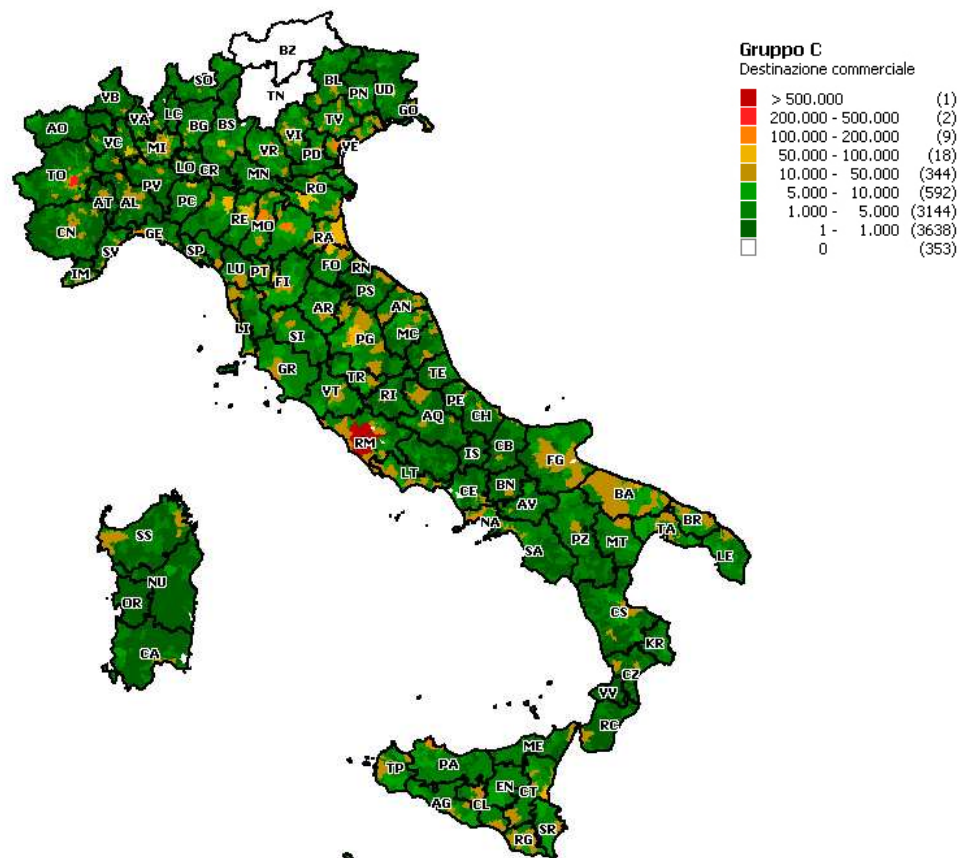 Gruppo C
Destinazione commerciale
> 500.000 (1)
200.000 - 500.000 (2)
100.000 - 200.000 (9)
50.000 - 100.000 (18)
10.000 - 50.000 (344)
5.000 - 10.000 (592)
1.000 - 5.000 (3144)
1 - 1.000 (3638)
0 (353)
BZ
SO
BL
TN
PN
UD
VB
VA
LC
BG
BS
TV
GO
AO
VC
MI
VI
VR
PD
VE
TO
LO
CR
MN
AT
AL
PV
PC
RO
CN
GE
RE
MO
SV
SP
RA
IM
LU
PT
FI
FO
RN
PS
AR
AN
LI
SI
PG
MC
GR
TR
TE
VT
RI
PE
AQ
CH
RM
IS
CB
FG
LT
CE
BN
BA
AV
NA
SA
PZ
MT
TA
BR
LE
SS
NU
OR
CA
CS
KR
CZ
VV
RC
ME
TP
PA
EN
CT
AG
CL
RG
SR